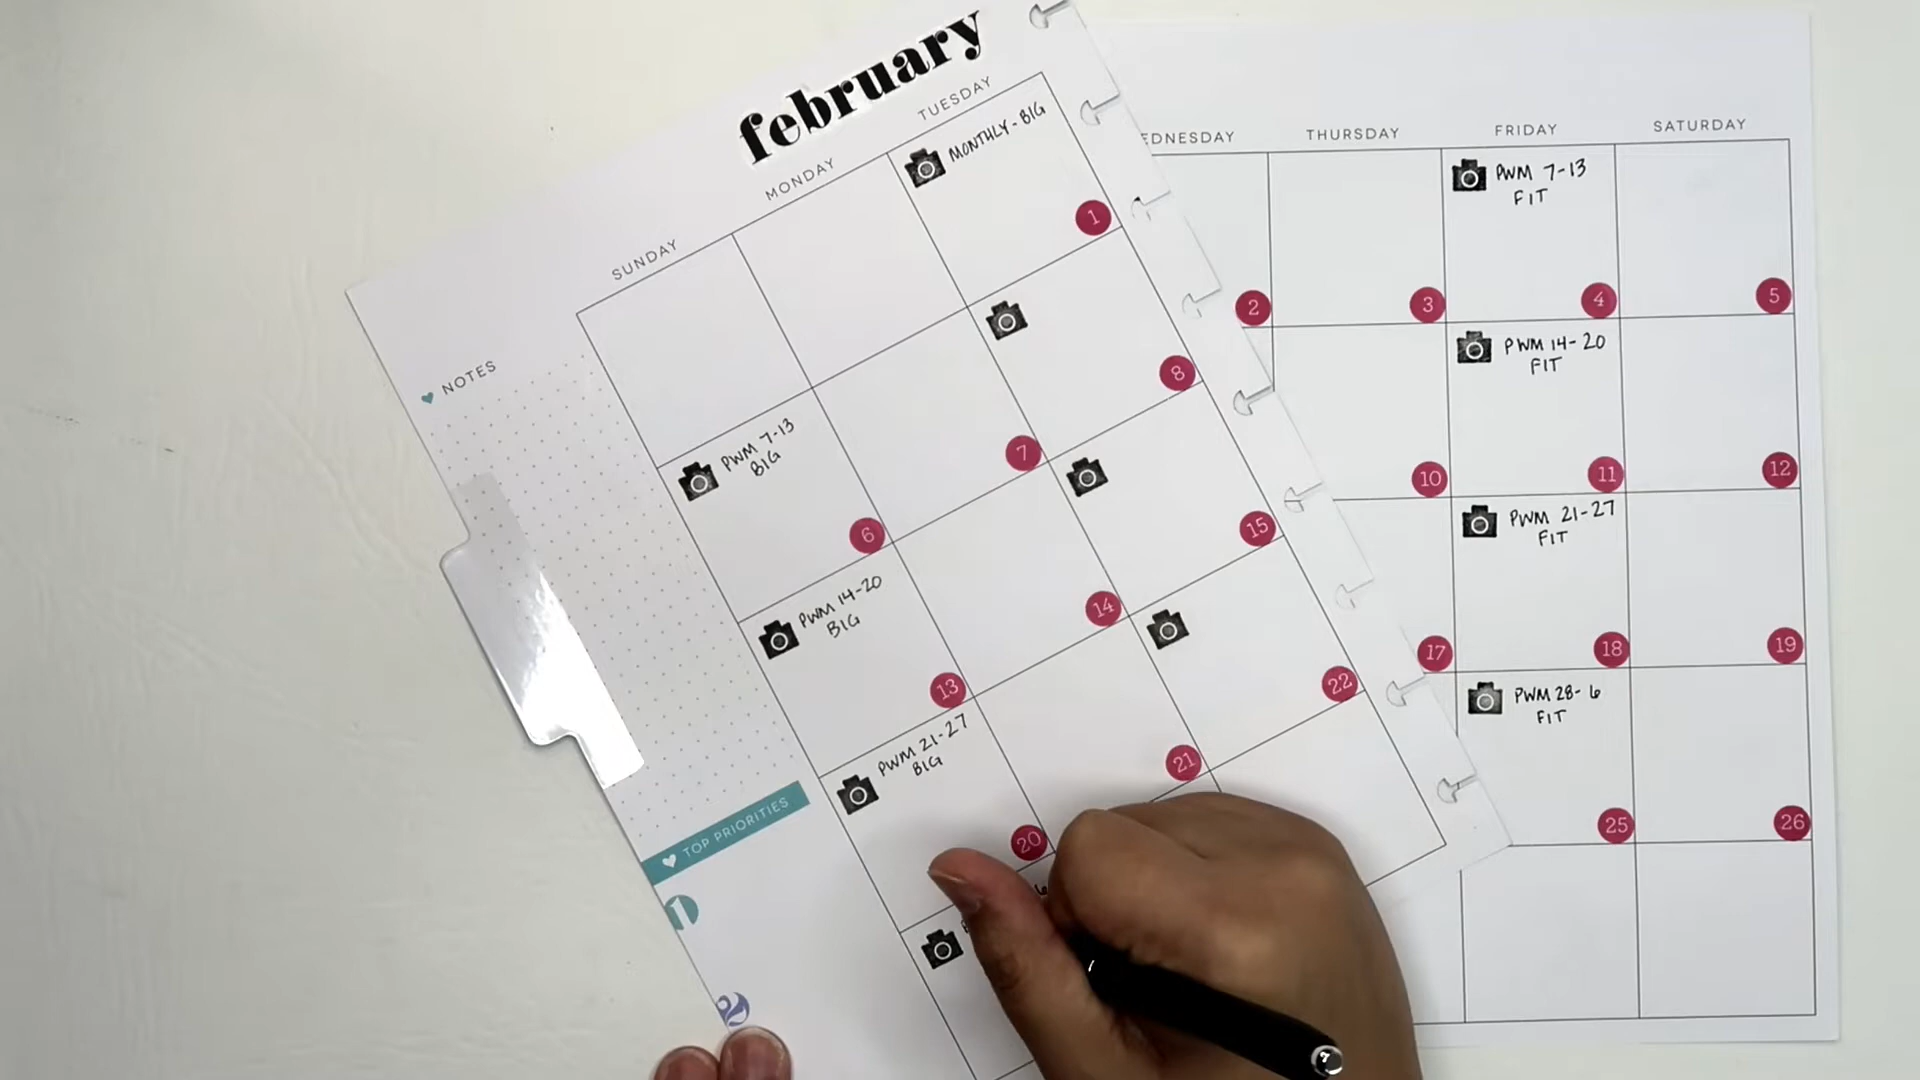 february
SUNDAY
MONDAY
TUESDAY
THURSDAY
FRIDAY
SATURDAY
MONTHLY-BIG
1
2
3
PWM 7-13
FIT
4
5
NOTES
PWM 7-13
BIG
6
7
8
10
PWM 14-20
FIT
11
12
PWM 14-20
BIG
13
14
15
17
PWM 21-27
FIT
18
19
PWM 21-27
BIG
20
21
22
PWM 28-6
FIT
25
26
TOP PRIORITIES
1
2